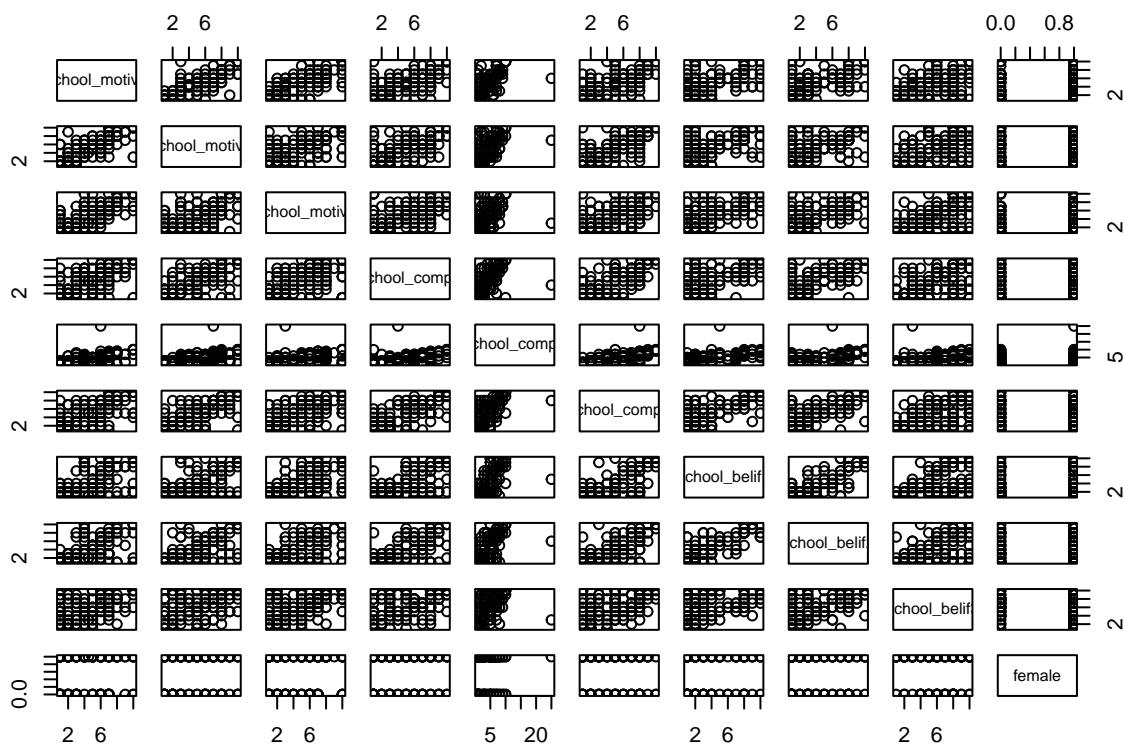 2 6 2 6 2 6 0.0 0.8
chool_motiv 2
2 chool_motiv
chool_motiv 2
2 chool_comp
chool_comp 5
2 chool_comp
chool_belif 2
2 chool_belif
chool_belif 2
0.0 female
2 6 2 6 5 20 2 6 2 6